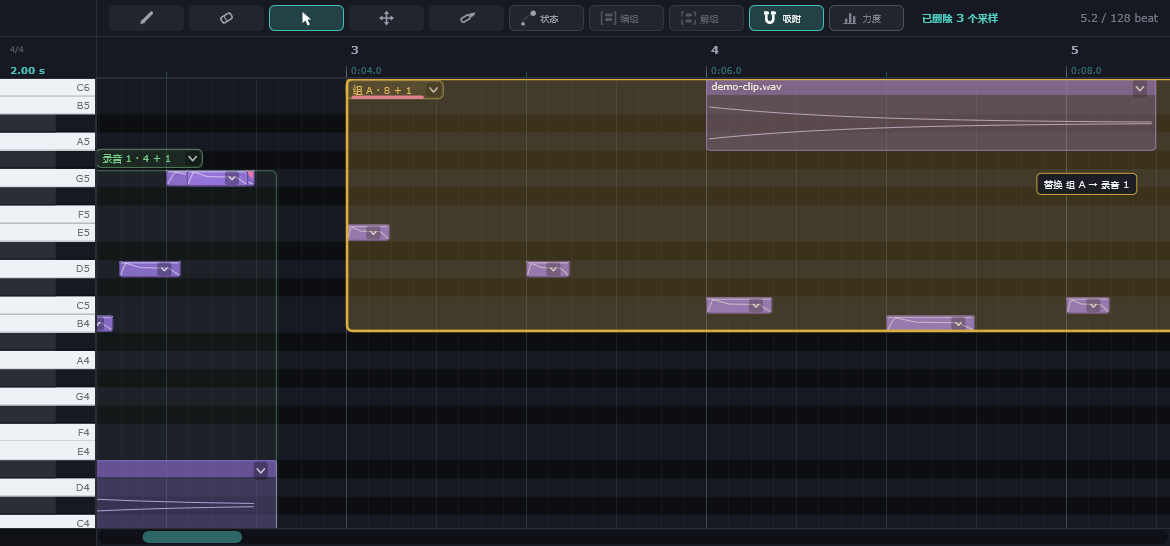 状态
编组
解组
吸附
力度
已删除 3 个采样
5.2 / 128 beat
4/4
2.00 s
3
4
5
0:04.0
0:06.0
0:08.0
C6
B5
A5
G5
F5
E5
D5
C5
B4
A4
G4
F4
E4
D4
C4
组 A · 8 + 1
demo-clip.wav
录音 1 · 4 + 1
替换 组 A → 录音 1